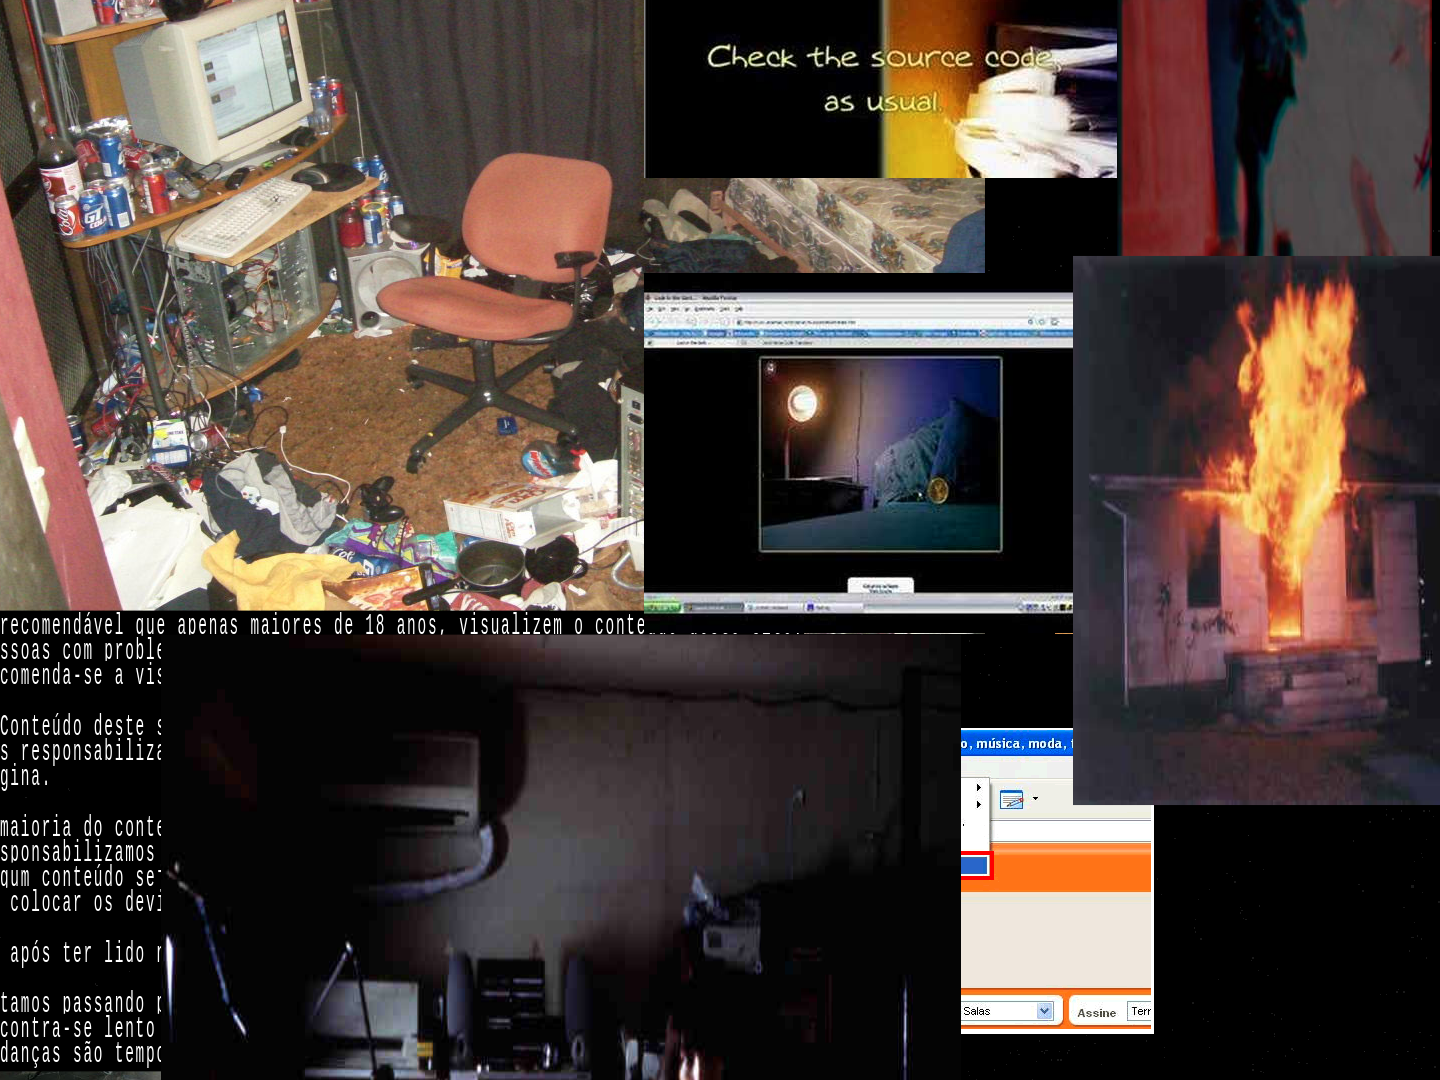 Check the source code,
as usual.
recomendável que apenas maiores de 18 anos, visualizem o conte
ssoas com proble
comenda-se a vis
Conteúdo deste s
s responsabiliza
gina.
maioria do conte
sponsabilizamos
gum conteúdo se
colocar os devi
após ter lido
tamos passando p
contra-se lento
danças são tempo
o, música, moda,
Salas
Assine
Terr